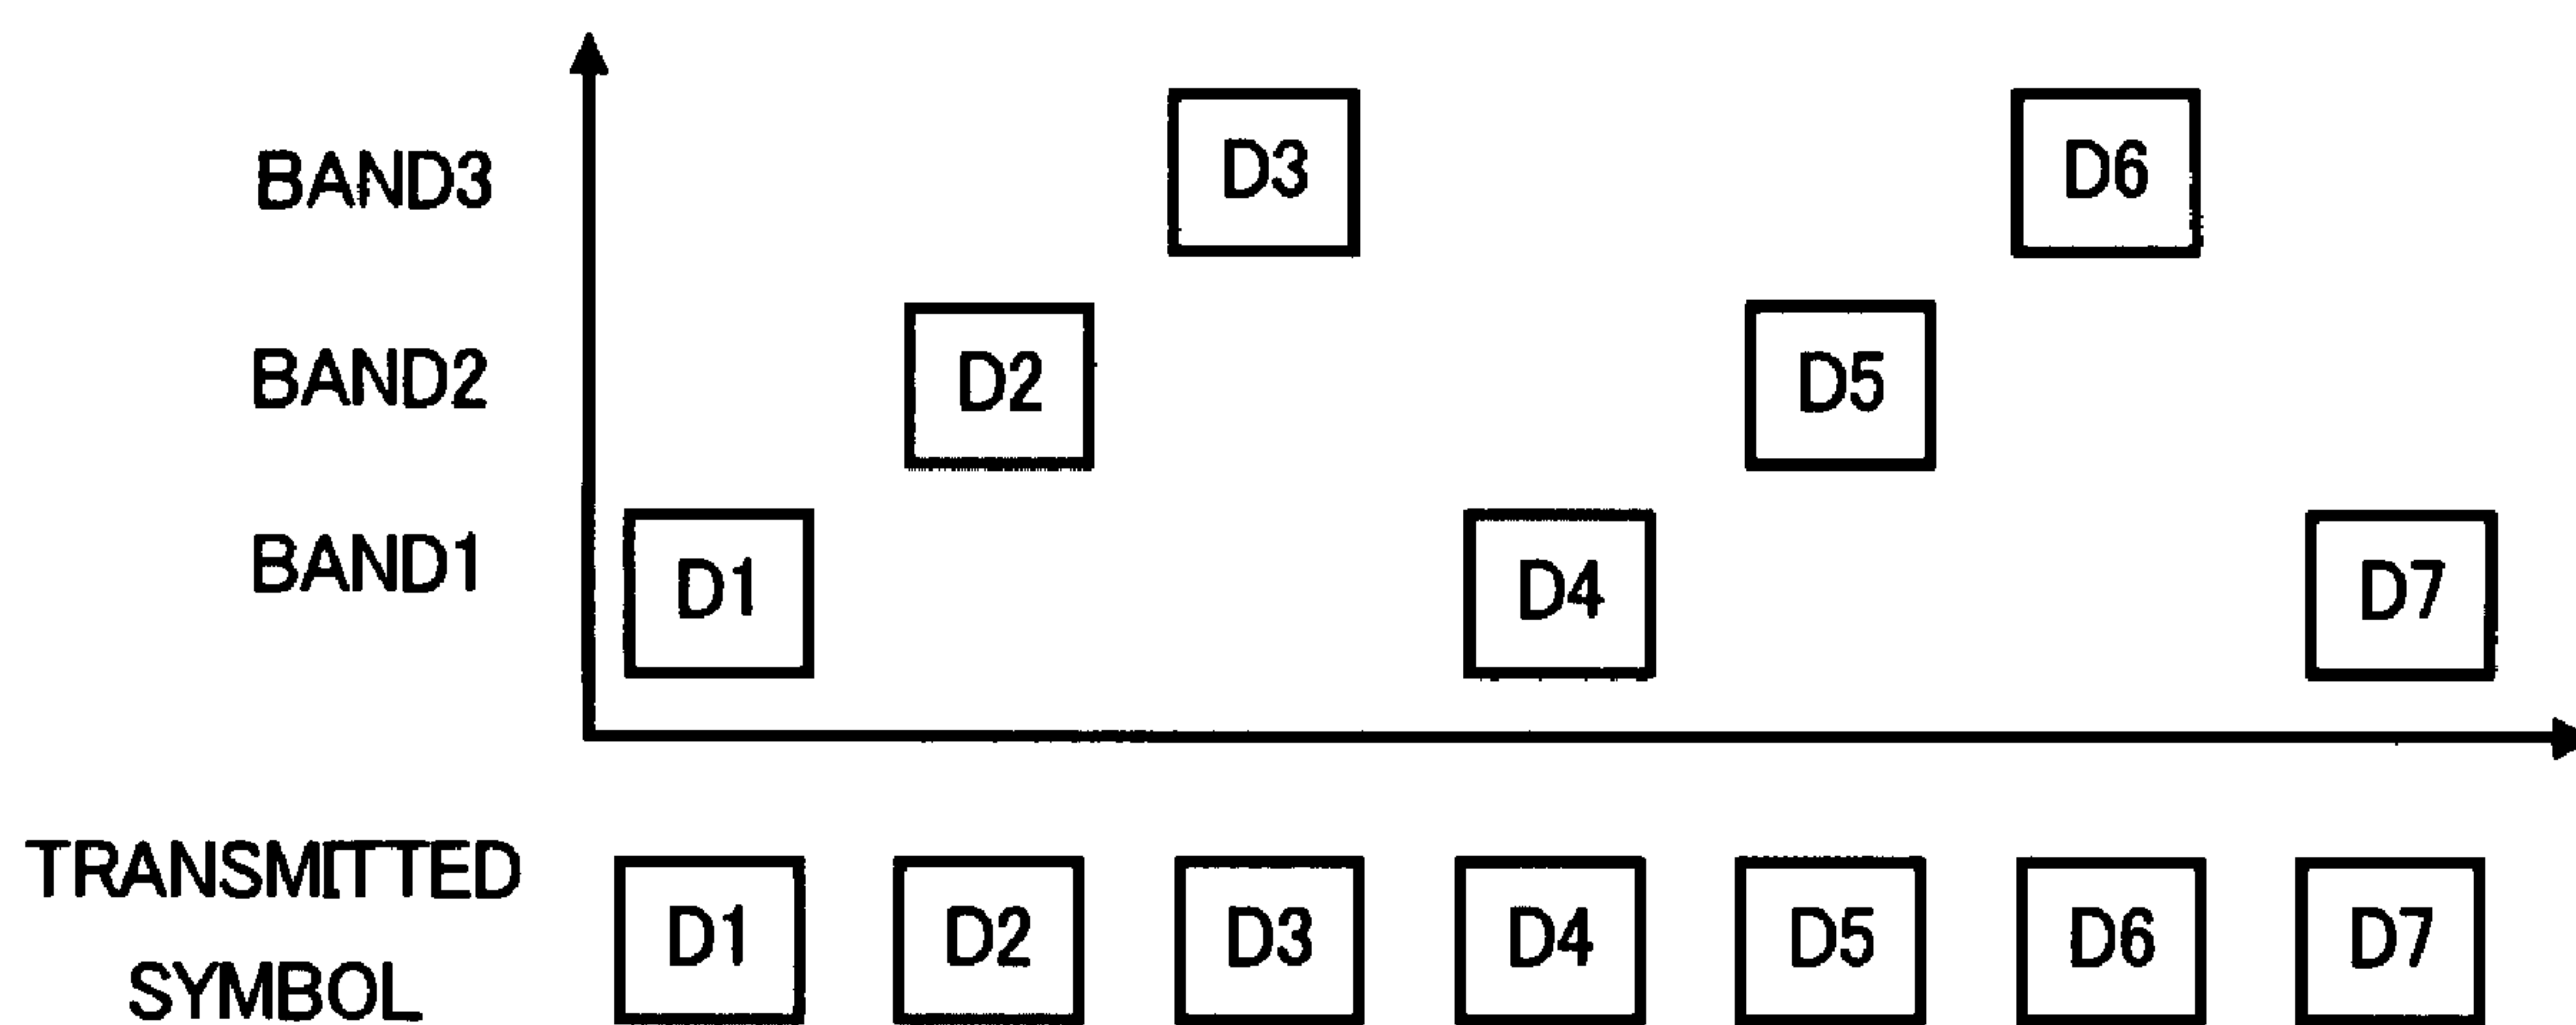 BAND3 D3 D6
BAND2 D2 D5
BAND1 D1 D4 D7
TRANSMITTED
SYMBOL
D1 D2 D3 D4 D5 D6 D7